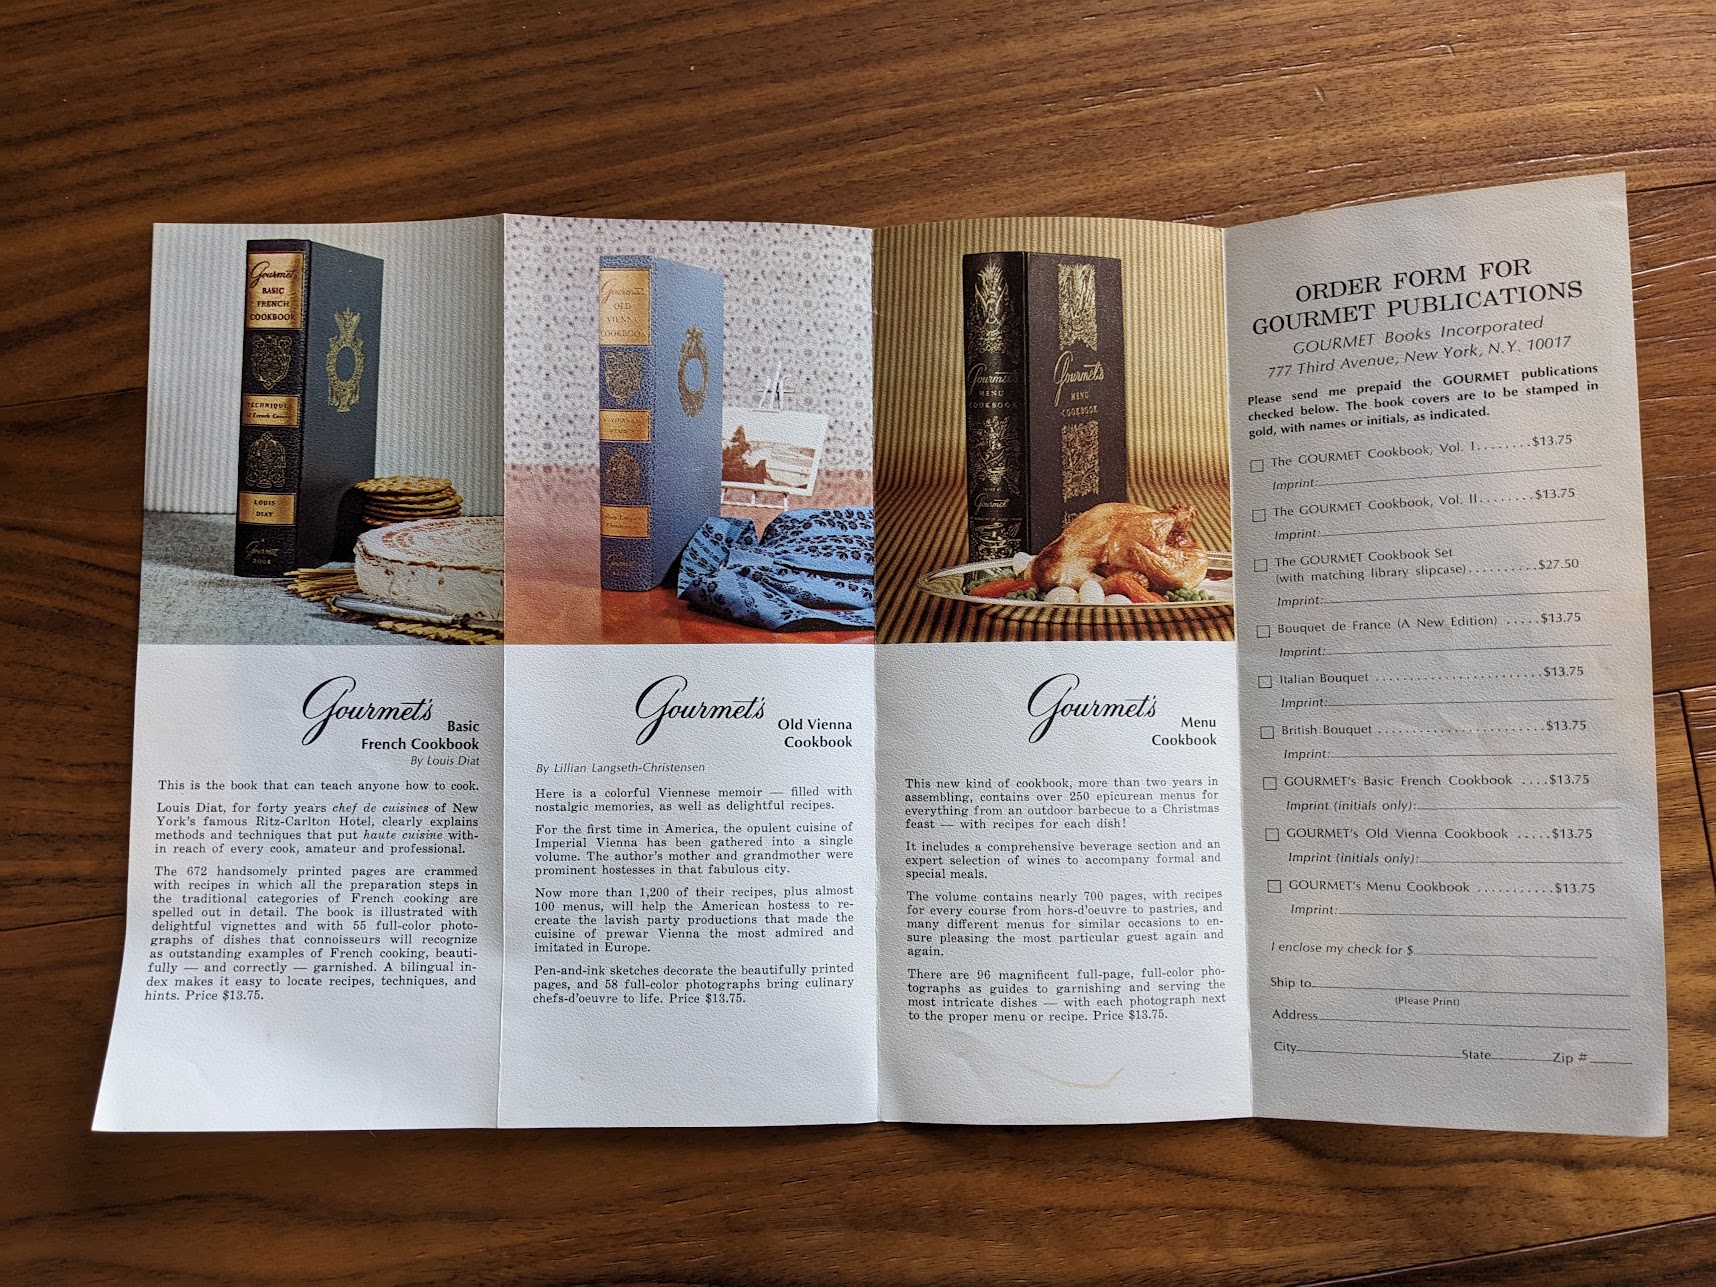 Gourmet
BASIC
FRENCH
COOKBOOK
TECHNIQUES
of French Cooking
LOUIS
DIAT
Gourmet
BOOK
Gourmet's
Basic
French Cookbook
By Louis Diat
This is the book that can teach anyone how to cook.
Louis Diat, for forty years chef de cuisines of New
York's famous Ritz-Carlton Hotel, clearly explains
methods and techniques that put haute cuisine with-
in reach of every cook, amateur and professional.
The 672 handsomely printed pages are crammed
with recipes in which all the preparation steps in
the traditional categories of French cooking are
spelled out in detail. The book is illustrated with
delightful vignettes and with 55 full-color photo-
graphs of dishes that connoisseurs will recognize
as outstanding examples of French cooking, beauti-
fully — and correctly — garnished. A bilingual in-
dex makes it easy to locate recipes, techniques, and
hints. Price $13.75.
Gourmet's
OLD
VIENNA
COOKBOOK
Gourmet
Gourmet's
Old Vienna
Cookbook
By Lillian Langseth-Christensen
Here is a colorful Viennese memoir — filled with
nostalgic memories, as well as delightful recipes.
For the first time in America, the opulent cuisine of
Imperial Vienna has been gathered into a single
volume. The author's mother and grandmother were
prominent hostesses in that fabulous city.
Now more than 1,200 of their recipes, plus almost
100 menus, will help the American hostess to re-
create the lavish party productions that made the
cuisine of prewar Vienna the most admired and
imitated in Europe.
Pen-and-ink sketches decorate the beautifully printed
pages, and 58 full-color photographs bring culinary
chefs-d'oeuvre to life. Price $13.75.
Gourmet's
MENU
COOKBOOK
Gourmet
Gourmet's
MENU
COOKBOOK
Gourmet's
Menu
Cookbook
This new kind of cookbook, more than two years in
assembling, contains over 250 epicurean menus for
everything from an outdoor barbecue to a Christmas
feast — with recipes for each dish!
It includes a comprehensive beverage section and an
expert selection of wines to accompany formal and
special meals.
The volume contains nearly 700 pages, with recipes
for every course from hors-d'oeuvre to pastries, and
many different menus for similar occasions to en-
sure pleasing the most particular guest again and
again.
There are 96 magnificent full-page, full-color pho-
tographs as guides to garnishing and serving the
most intricate dishes — with each photograph next
to the proper menu or recipe. Price $13.75.
ORDER FORM FOR
GOURMET PUBLICATIONS
GOURMET Books Incorporated
777 Third Avenue, New York, N.Y. 10017
Please send me prepaid the GOURMET publications
checked below. The book covers are to be stamped in
gold, with names or initials, as indicated.
The GOURMET Cookbook, Vol. I........$13.75
Imprint:
The GOURMET Cookbook, Vol. II........$13.75
Imprint:
The GOURMET Cookbook Set
(with matching library slipcase)..........$27.50
Imprint:
Bouquet de France (A New Edition) .....$13.75
Imprint:
Italian Bouquet ........................$13.75
Imprint:
British Bouquet ........................$13.75
Imprint:
GOURMET's Basic French Cookbook ....$13.75
Imprint (initials only):
GOURMET's Old Vienna Cookbook .....$13.75
Imprint (initials only):
GOURMET's Menu Cookbook ...........$13.75
Imprint:
I enclose my check for $
Ship to
(Please Print)
Address
City State Zip #